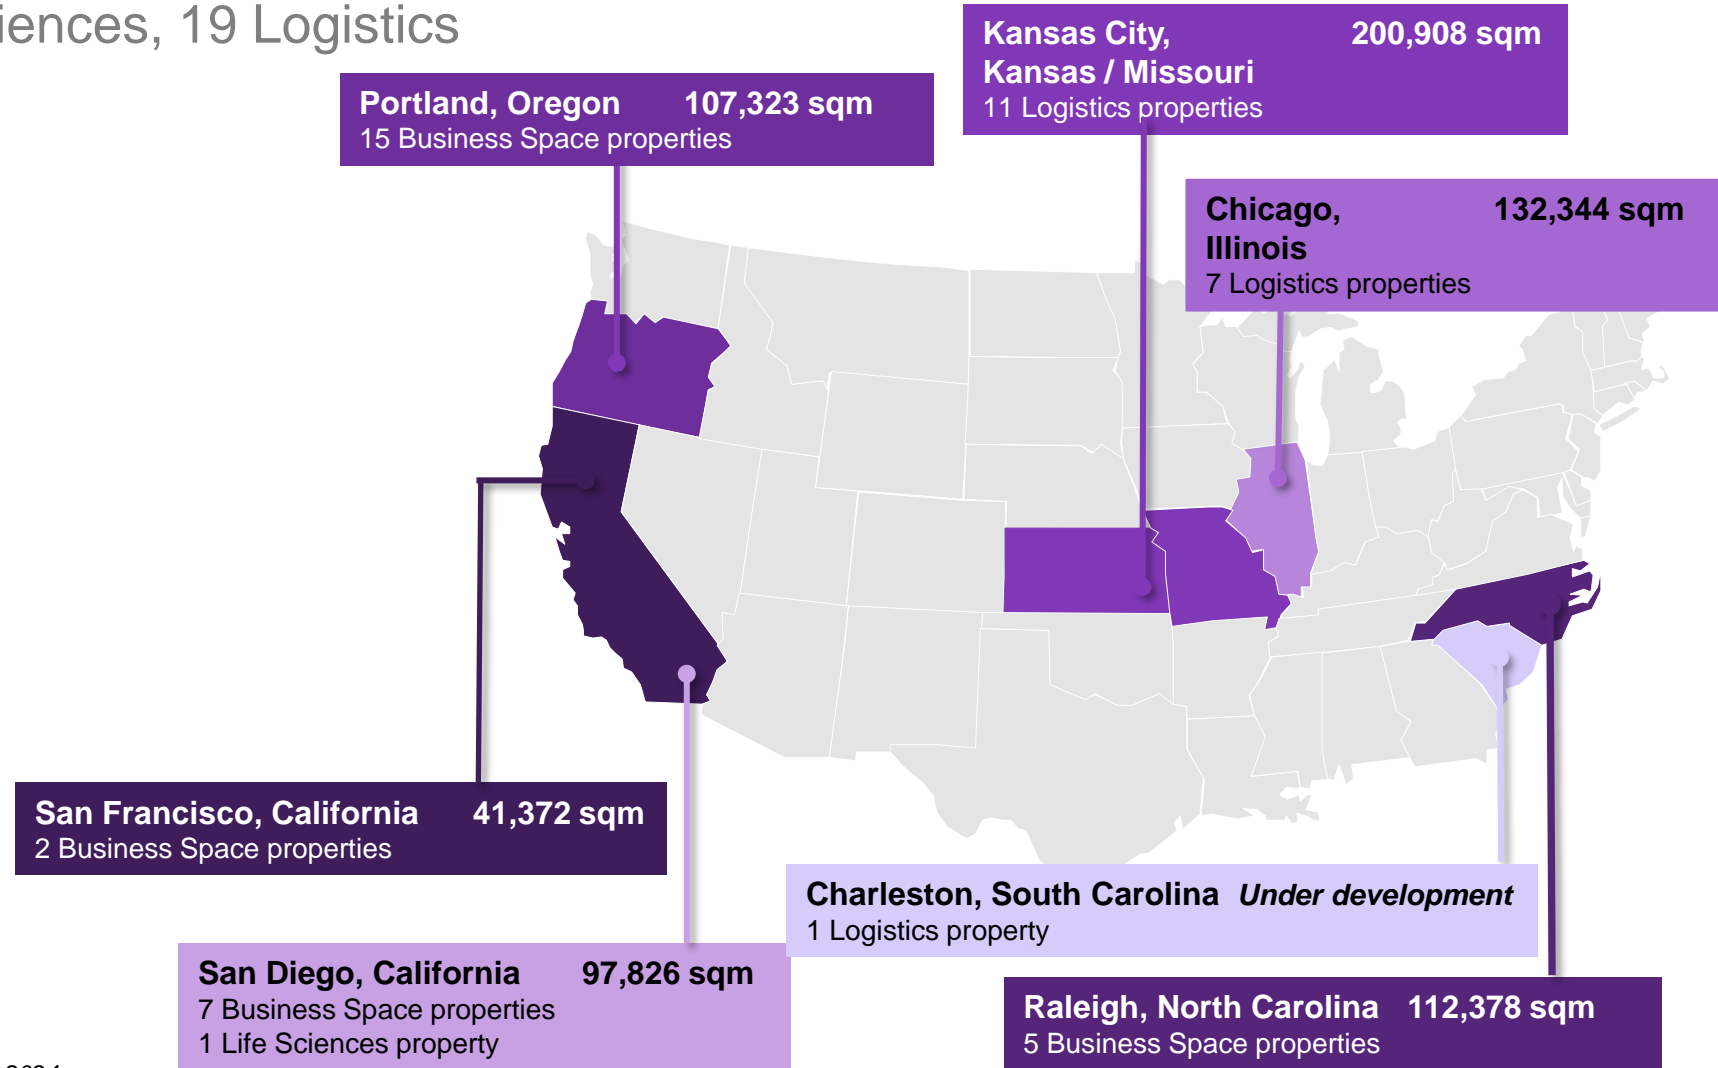 iences, 19 Logistics
Kansas City, 200,908 sqm
Kansas / Missouri
11 Logistics properties
Portland, Oregon 107,323 sqm
15 Business Space properties
Chicago, 132,344 sqm
Illinois
7 Logistics properties
San Francisco, California 41,372 sqm
2 Business Space properties
Charleston, South Carolina Under development
1 Logistics property
San Diego, California 97,826 sqm
7 Business Space properties
1 Life Sciences property
Raleigh, North Carolina 112,378 sqm
5 Business Space properties